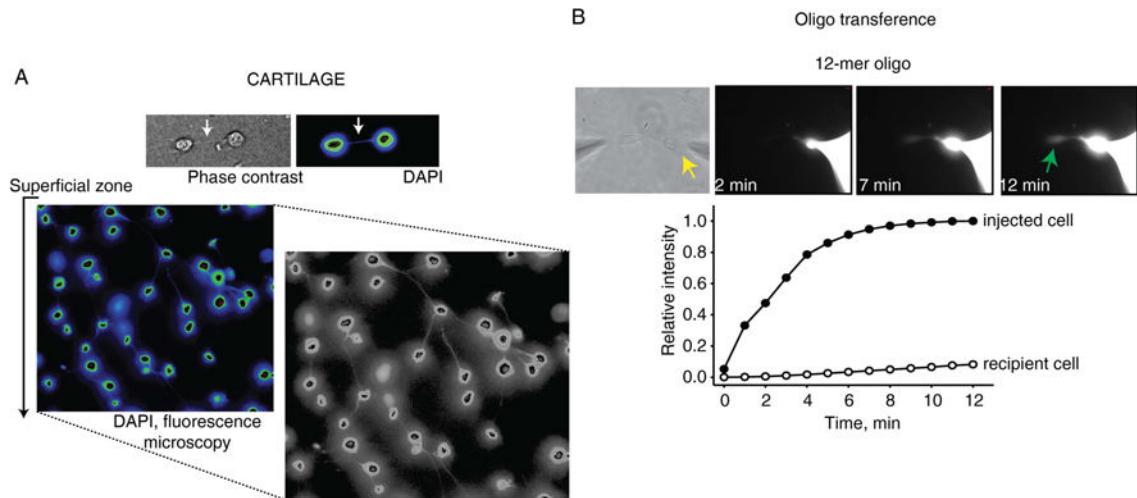 A
CARTILAGE
Phase contrast
DAPI
Superficial zone
DAPI, fluorescence
microscopy
B
Oligo transference
12-mer oligo
2 min
7 min
12 min
Relative intensity
1.0
0.8
0.6
0.4
0.2
0.0
injected cell
recipient cell
0 2 4 6 8 10 12
Time, min